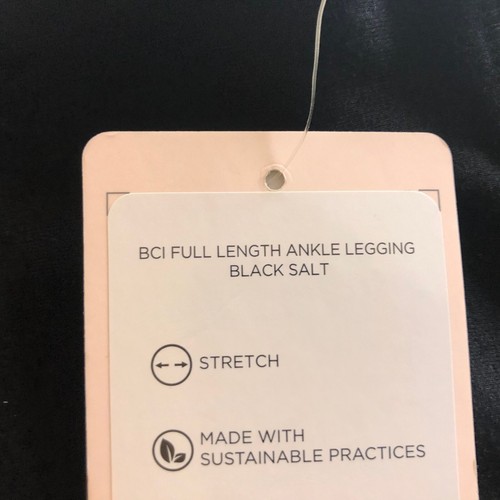 BCI FULL LENGTH ANKLE LEGGING
BLACK SALT
STRETCH
MADE WITH
SUSTAINABLE PRACTICES